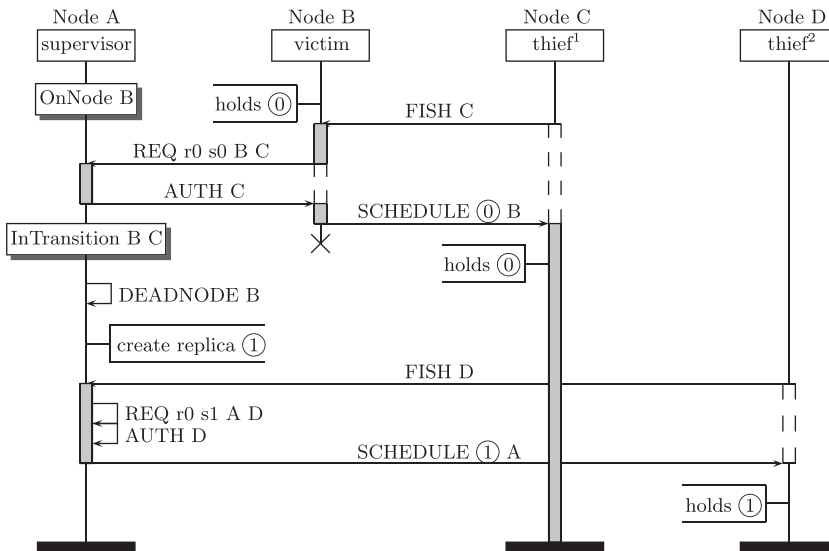 Node A Node B Node C Node D
supervisor victim thief¹ thief²
OnNode B
holds ⓪
FISH C
REQ r0 s0 B C
AUTH C
SCHEDULE ⓪ B
InTransition B C
holds ⓪
DEADNODE B
create replica ①
FISH D
REQ r0 s1 A D
AUTH D
SCHEDULE ① A
holds ①